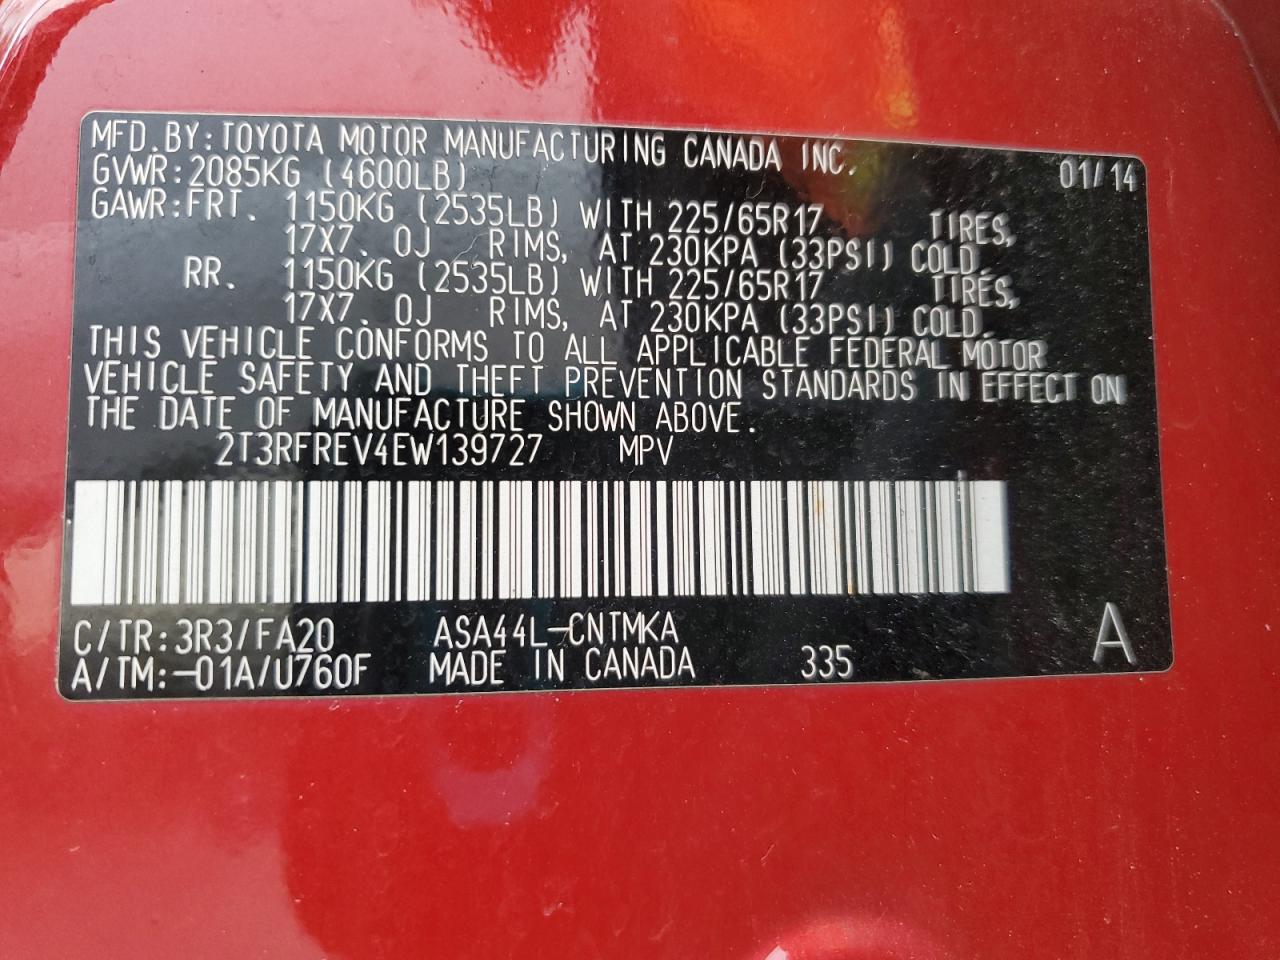 MFD.BY:TOYOTA MOTOR MANUFACTURING CANADA INC.
GVWR:2085KG (4600LB) 01/14
GAWR:FRT. 1150KG (2535LB) WITH 225/65R17 TIRES,
17X7.0J RIMS, AT 230KPA (33PSI) COLD.
RR. 1150KG (2535LB) WITH 225/65R17 TIRES,
17X7.0J RIMS, AT 230KPA (33PSI) COLD.
THIS VEHICLE CONFORMS TO ALL APPLICABLE FEDERAL MOTOR
VEHICLE SAFETY AND THEFT PREVENTION STANDARDS IN EFFECT ON
THE DATE OF MANUFACTURE SHOWN ABOVE.
2T3RFREV4EW139727 MPV
C/TR:3R3/FA20 ASA44L-CNTMKA A
A/TM:-01A/U760F MADE IN CANADA 335